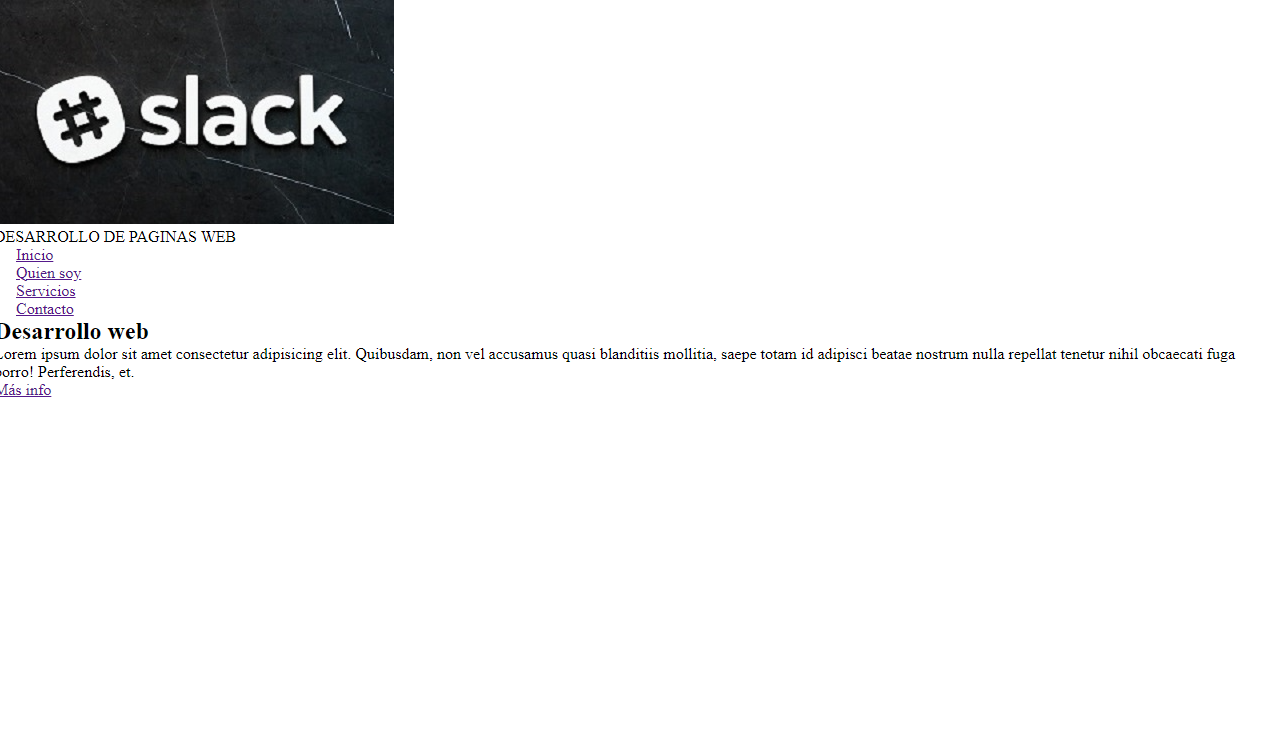 slack
DESARROLLO DE PAGINAS WEB
Inicio
Quien soy
Servicios
Contacto
Desarrollo web
Lorem ipsum dolor sit amet consectetur adipisicing elit. Quibusdam, non vel accusamus quasi blanditiis mollitia, saepe totam id adipisci beatae nostrum nulla repellat tenetur nihil obcaecati fuga
porro! Perferendis, et.
Más info